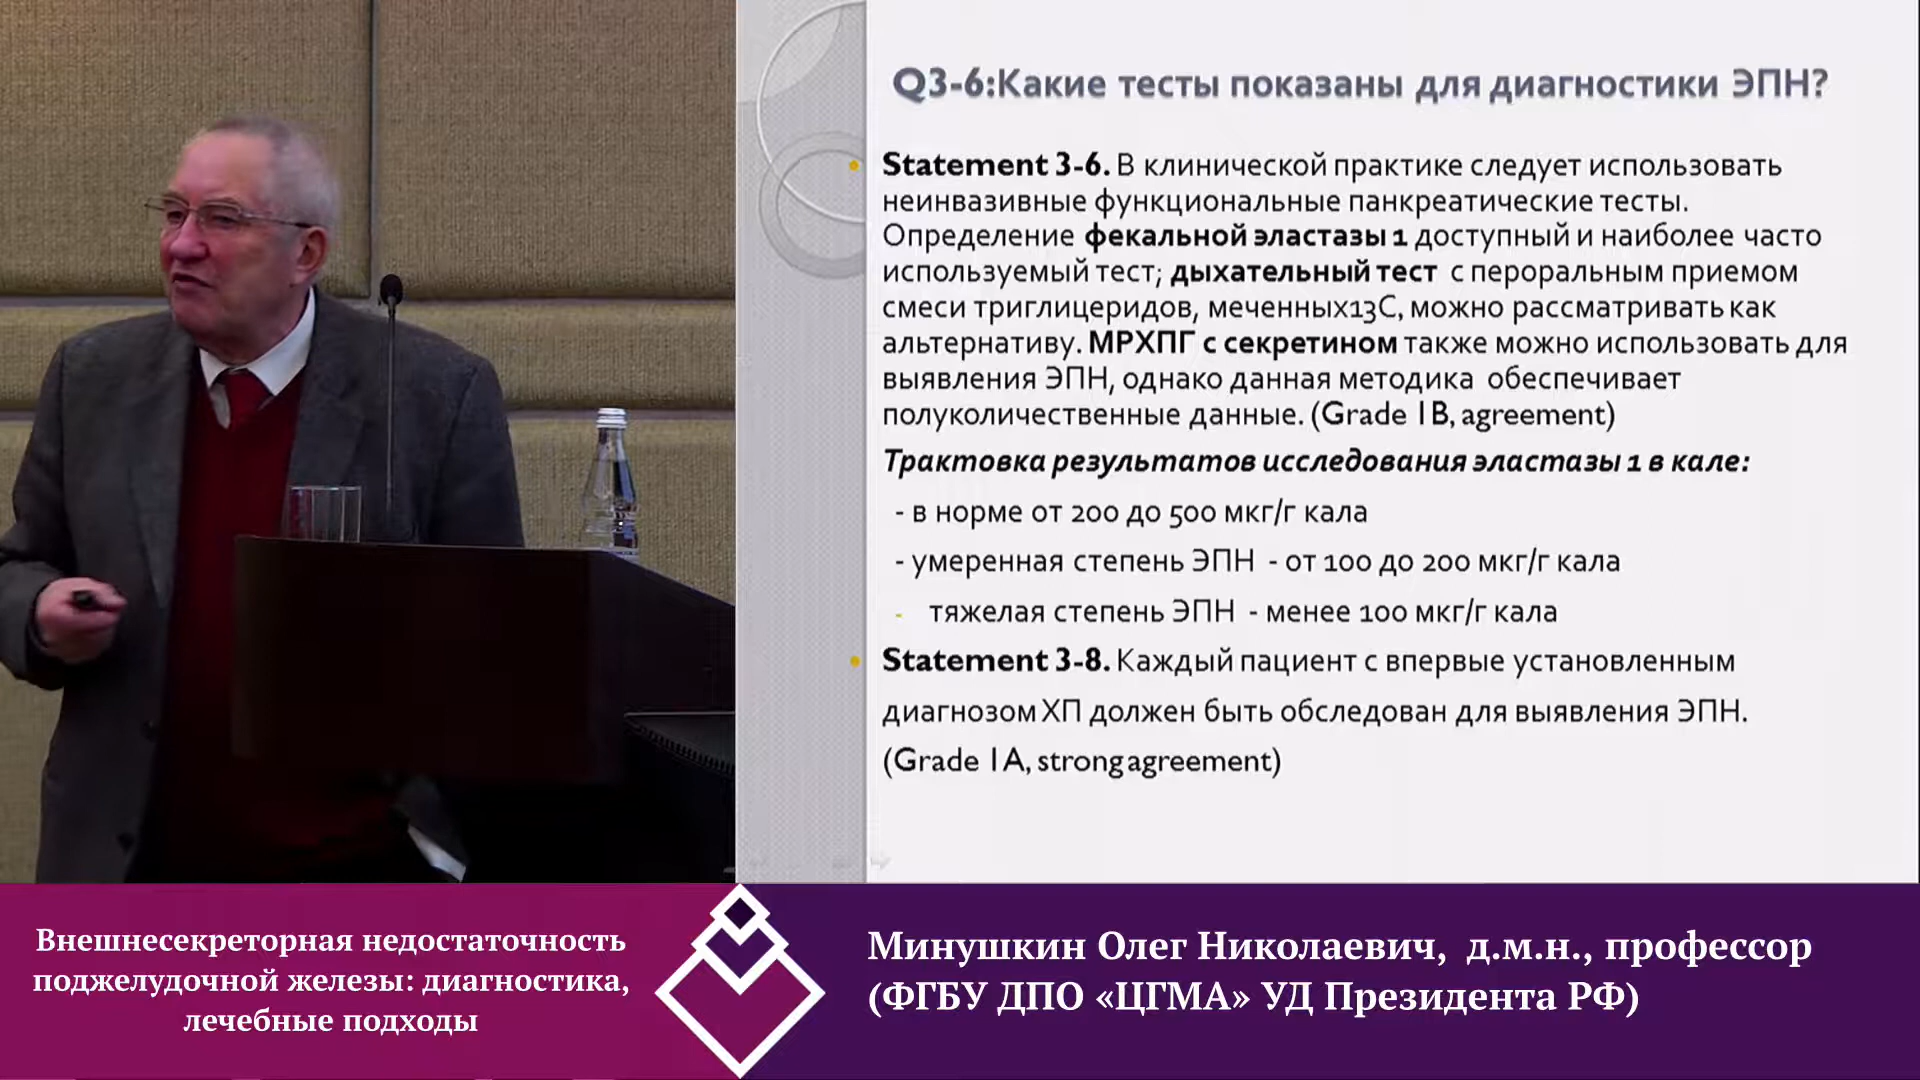 Q3-6:Какие тесты показаны для диагностики ЭПН?
Statement 3-6. В клинической практике следует использовать
неинвазивные функциональные панкреатические тесты.
Определение фекальной эластазы 1 доступный и наиболее часто
используемый тест; дыхательный тест с пероральным приемом
смеси триглицеридов, меченных13С, можно рассматривать как
альтернативу. МРХПГ с секретином также можно использовать для
выявления ЭПН, однако данная методика обеспечивает
полуколичественные данные. (Grade 1B, agreement)
Трактовка результатов исследования эластазы 1 в кале:
- в норме от 200 до 500 мкг/г кала
- умеренная степень ЭПН - от 100 до 200 мкг/г кала
- тяжелая степень ЭПН - менее 100 мкг/г кала
Statement 3-8. Каждый пациент с впервые установленным
диагнозом ХП должен быть обследован для выявления ЭПН.
(Grade 1A, strong agreement)
Внешнесекреторная недостаточность
поджелудочной железы: диагностика,
лечебные подходы
Минушкин Олег Николаевич, д.м.н., профессор
(ФГБУ ДПО «ЦГМА» УД Президента РФ)